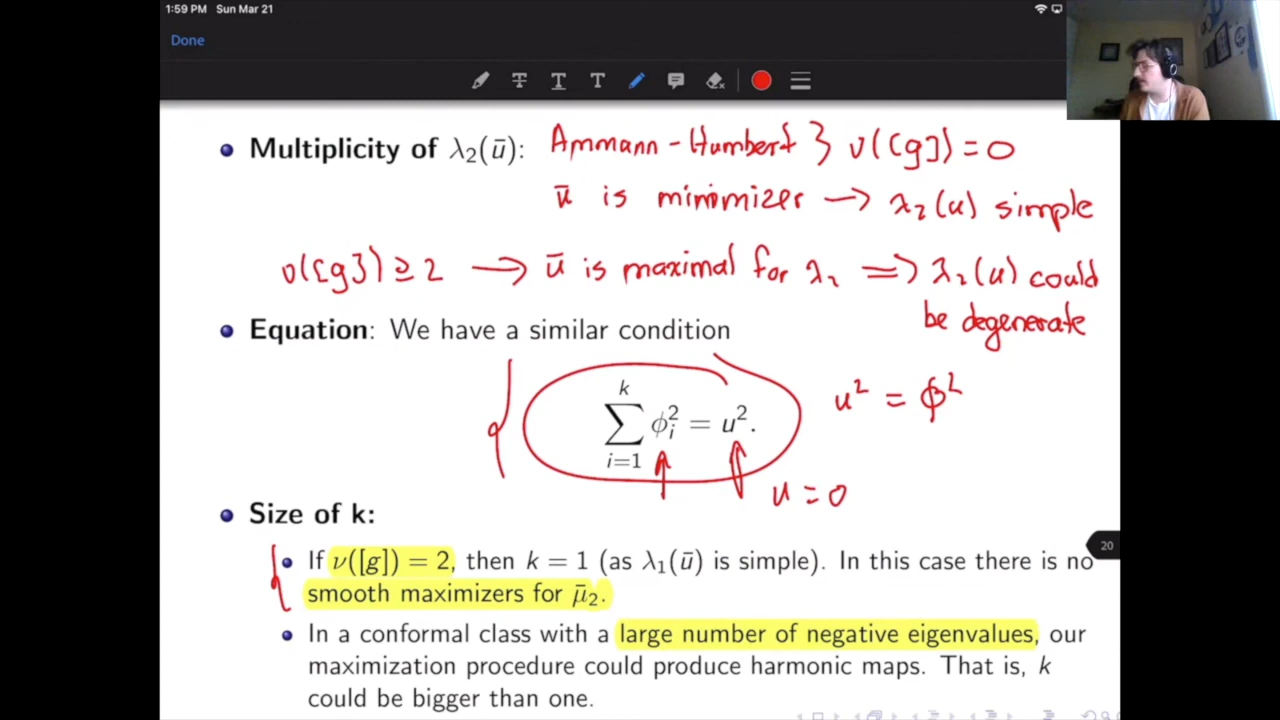 1:59 PM Sun Mar 21
Done
Multiplicity of λ₂(ū): Ammann-Humbert } ν([g])=0
ū is minimizer → λ₂(u) simple
ν([g]) ≥ 2 → ū is maximal for λ₂ ⇒ λ₂(u) could
be degenerate
Equation: We have a similar condition
k
∑ ϕᵢ² = u². u² = ϕ²
i=1
u = 0
Size of k:
20
If ν([g]) = 2, then k = 1 (as λ₁(ū) is simple). In this case there is no
smooth maximizers for μ̄₂.
In a conformal class with a large number of negative eigenvalues, our
maximization procedure could produce harmonic maps. That is, k
could be bigger than one.